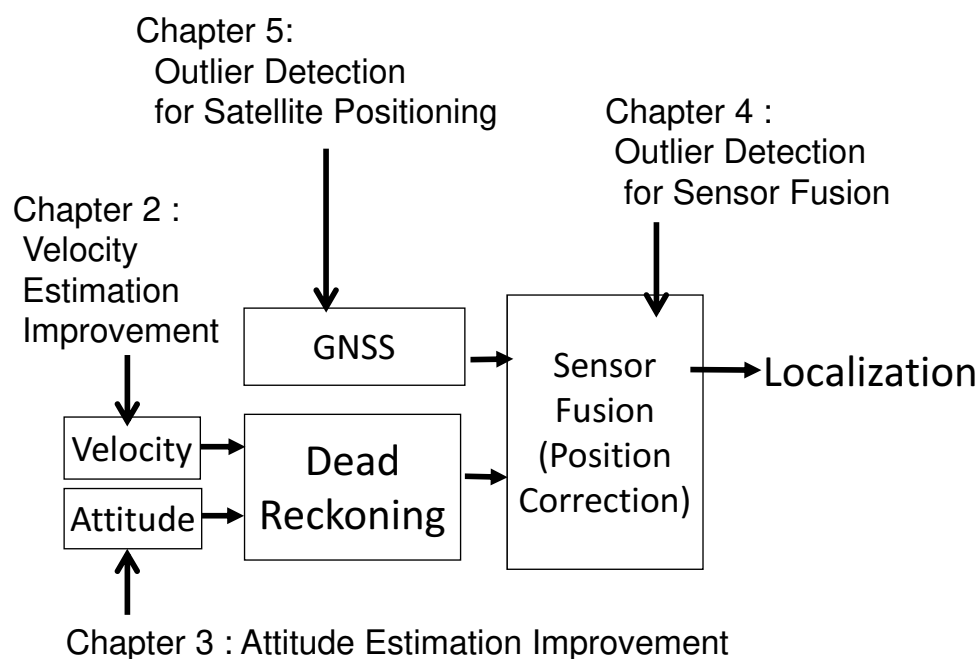 Chapter 5:
Outlier Detection
for Satellite Positioning
Chapter 4 :
Outlier Detection
for Sensor Fusion
Chapter 2 :
Velocity
Estimation
Improvement
GNSS
Sensor
Fusion
(Position
Correction)
Localization
Velocity
Attitude
Dead
Reckoning
Chapter 3 : Attitude Estimation Improvement